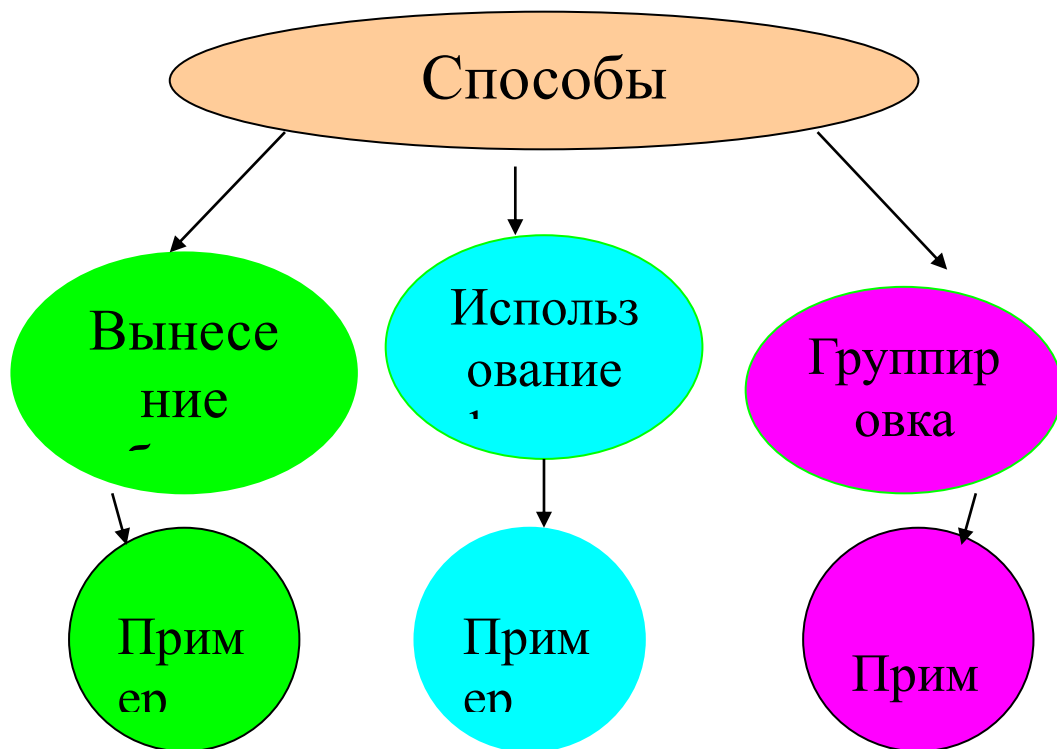 Способы
Вынесе
ние
Использ
ование
Группир
овка
Прим
ер
Прим
ер
Прим